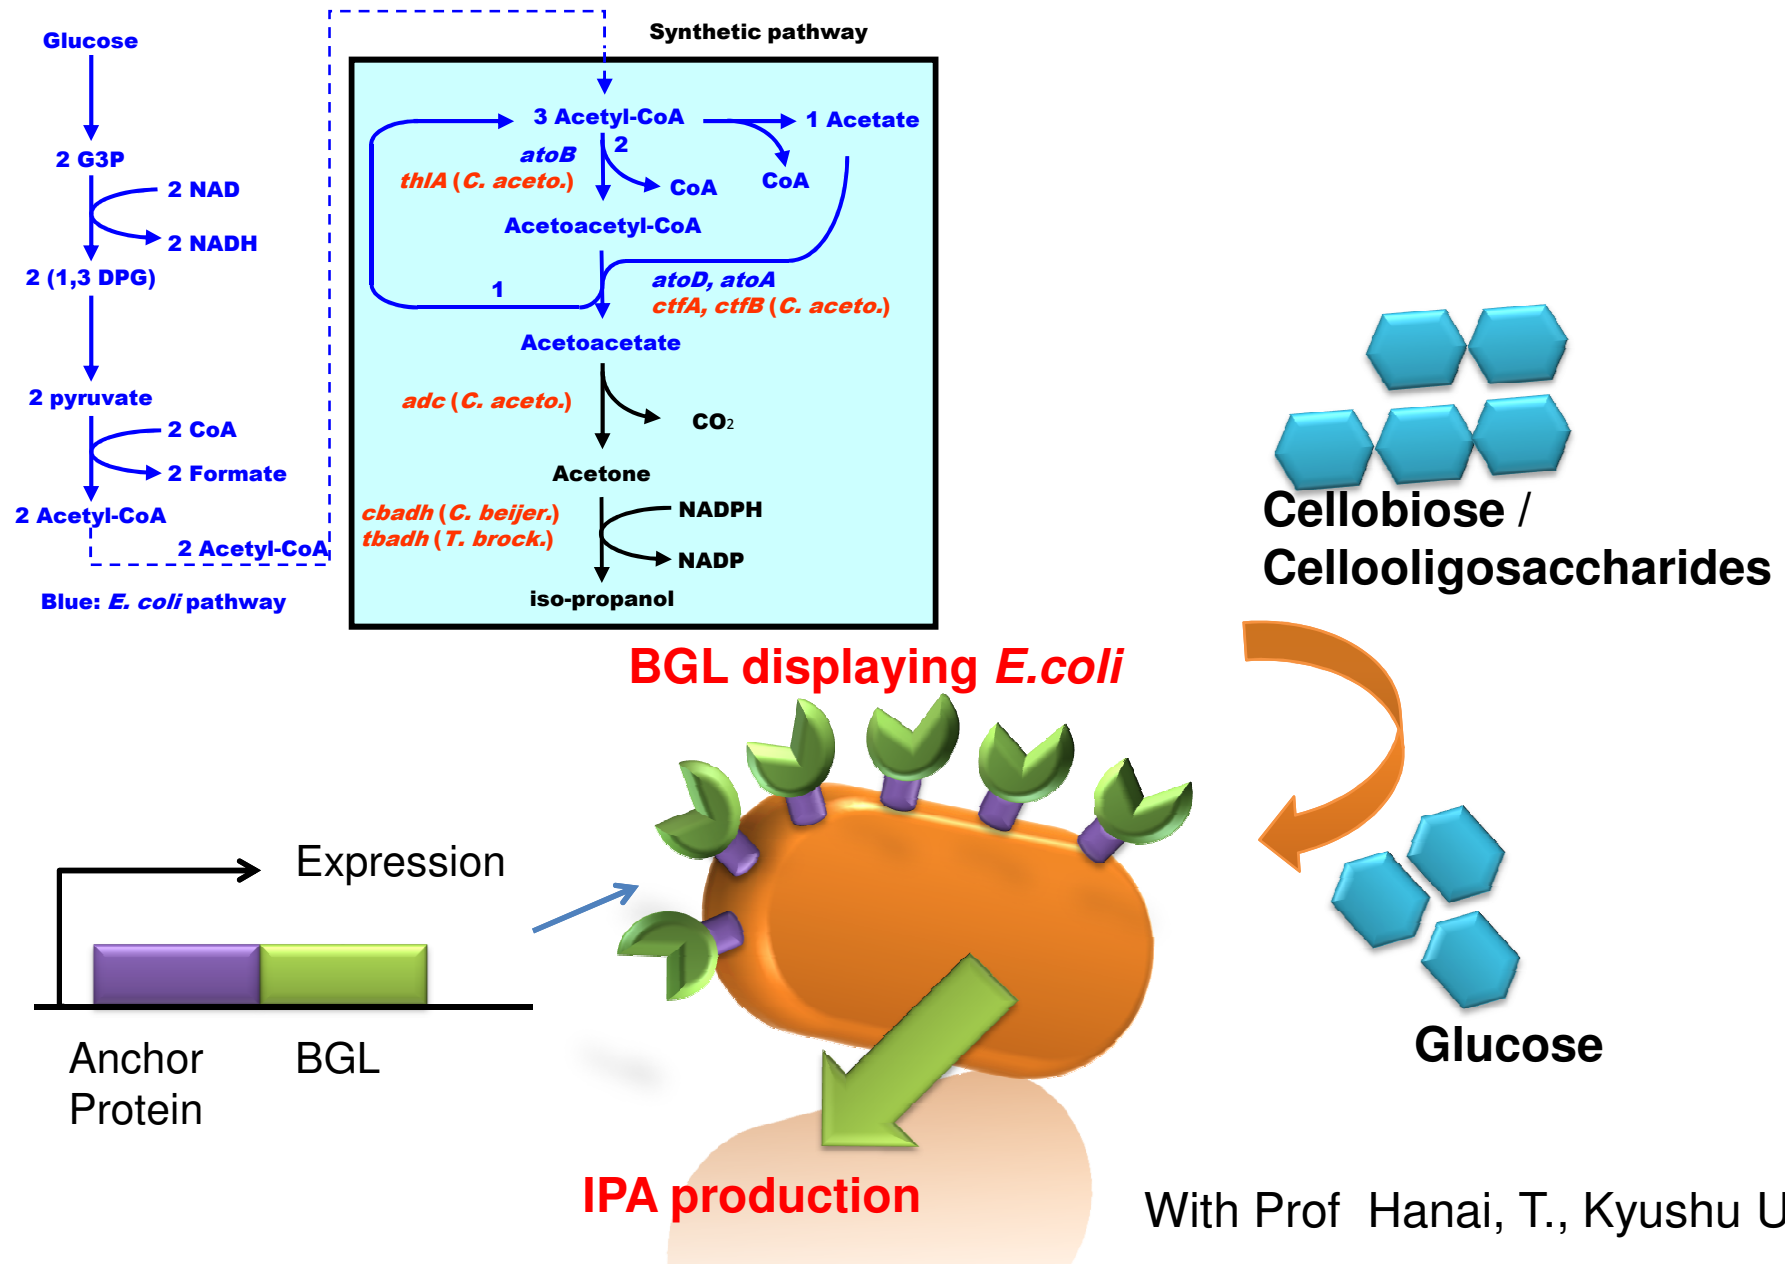 Glucose
2 G3P
2 NAD
2 NADH
2 (1,3 DPG)
2 pyruvate
2 CoA
2 Formate
2 Acetyl-CoA
2 Acetyl-CoA
Blue: E. coli pathway
Synthetic pathway
3 Acetyl-CoA
1 Acetate
2
atoB
thlA (C. aceto.)
CoA
CoA
Acetoacetyl-CoA
1
atoD, atoA
ctfA, ctfB (C. aceto.)
Acetoacetate
adc (C. aceto.)
CO₂
Acetone
cbadh (C. beijer.)
tbadh (T. brock.)
NADPH
NADP
iso-propanol
Cellobiose /
Cellooligosaccharides
BGL displaying E.coli
Expression
Anchor
Protein
BGL
Glucose
IPA production
With Prof Hanai, T., Kyushu U